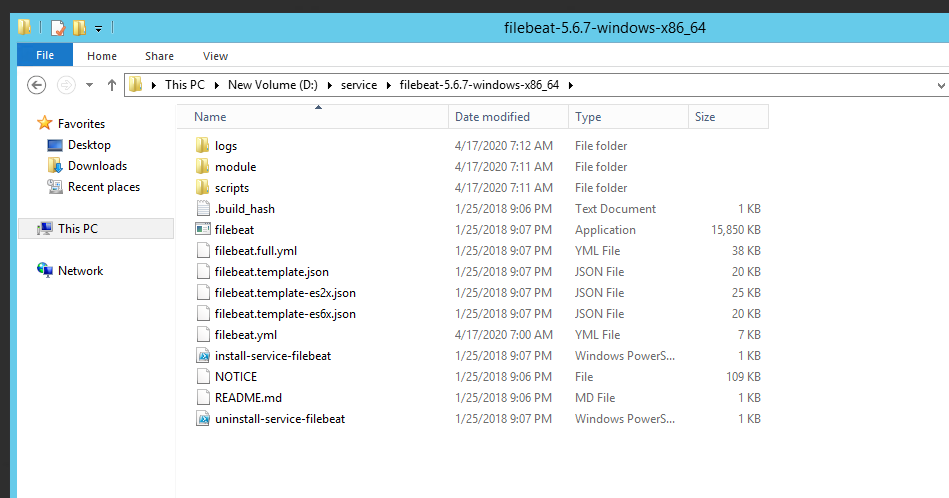 filebeat-5.6.7-windows-x86_64
File Home Share View
This PC New Volume (D:) service filebeat-5.6.7-windows-x86_64
Favorites
Desktop
Downloads
Recent places
This PC
Network
Name Date modified Type Size
logs 4/17/2020 7:12 AM File folder
module 4/17/2020 7:11 AM File folder
scripts 4/17/2020 7:11 AM File folder
.build_hash 1/25/2018 9:06 PM Text Document 1 KB
filebeat 1/25/2018 9:07 PM Application 15,850 KB
filebeat.full.yml 1/25/2018 9:07 PM YML File 38 KB
filebeat.template.json 1/25/2018 9:07 PM JSON File 20 KB
filebeat.template-es2x.json 1/25/2018 9:07 PM JSON File 25 KB
filebeat.template-es6x.json 1/25/2018 9:07 PM JSON File 20 KB
filebeat.yml 4/17/2020 7:00 AM YML File 7 KB
install-service-filebeat 1/25/2018 9:07 PM Windows PowerS... 1 KB
NOTICE 1/25/2018 9:06 PM File 109 KB
README.md 1/25/2018 9:06 PM MD File 1 KB
uninstall-service-filebeat 1/25/2018 9:07 PM Windows PowerS... 1 KB